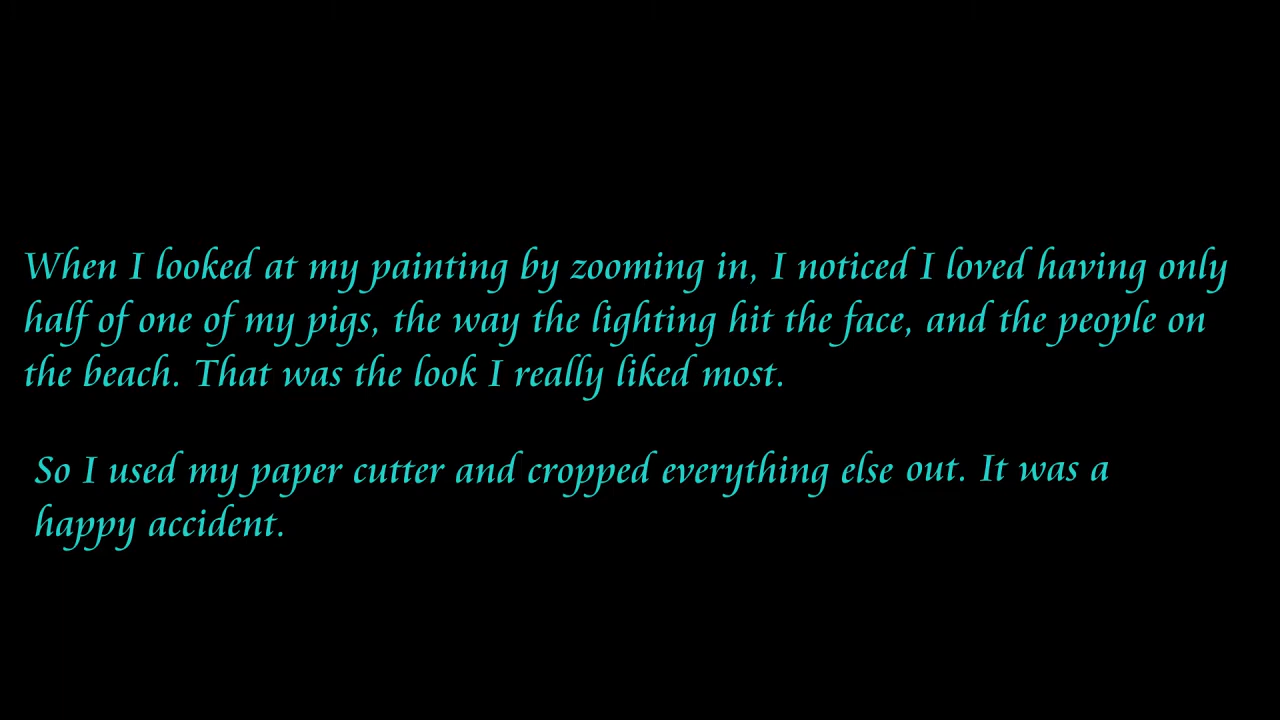 When I looked at my painting by zooming in, I noticed I loved having only
half of one of my pigs, the way the lighting hit the face, and the people on
the beach. That was the look I really liked most.
So I used my paper cutter and cropped everything else out. It was a
happy accident.